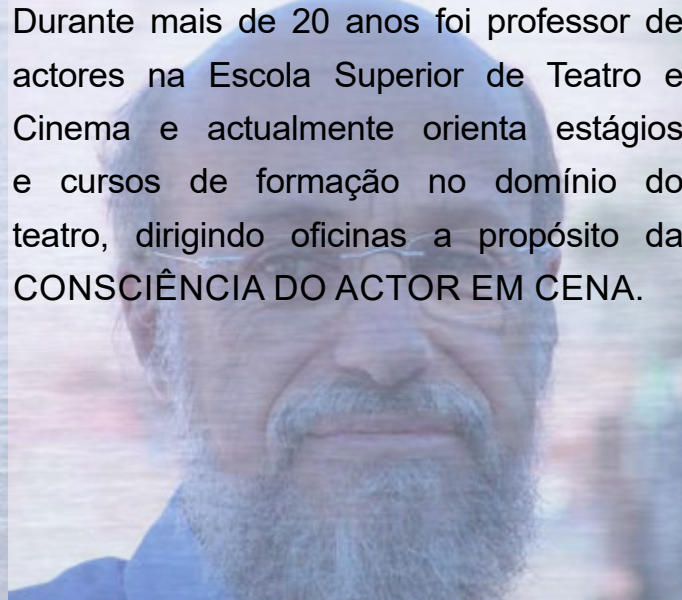 Durante mais de 20 anos foi professor de
actores na Escola Superior de Teatro e
Cinema e actualmente orienta estágios
e cursos de formação no domínio do
teatro, dirigindo oficinas a propósito da
CONSCIÊNCIA DO ACTOR EM CENA.